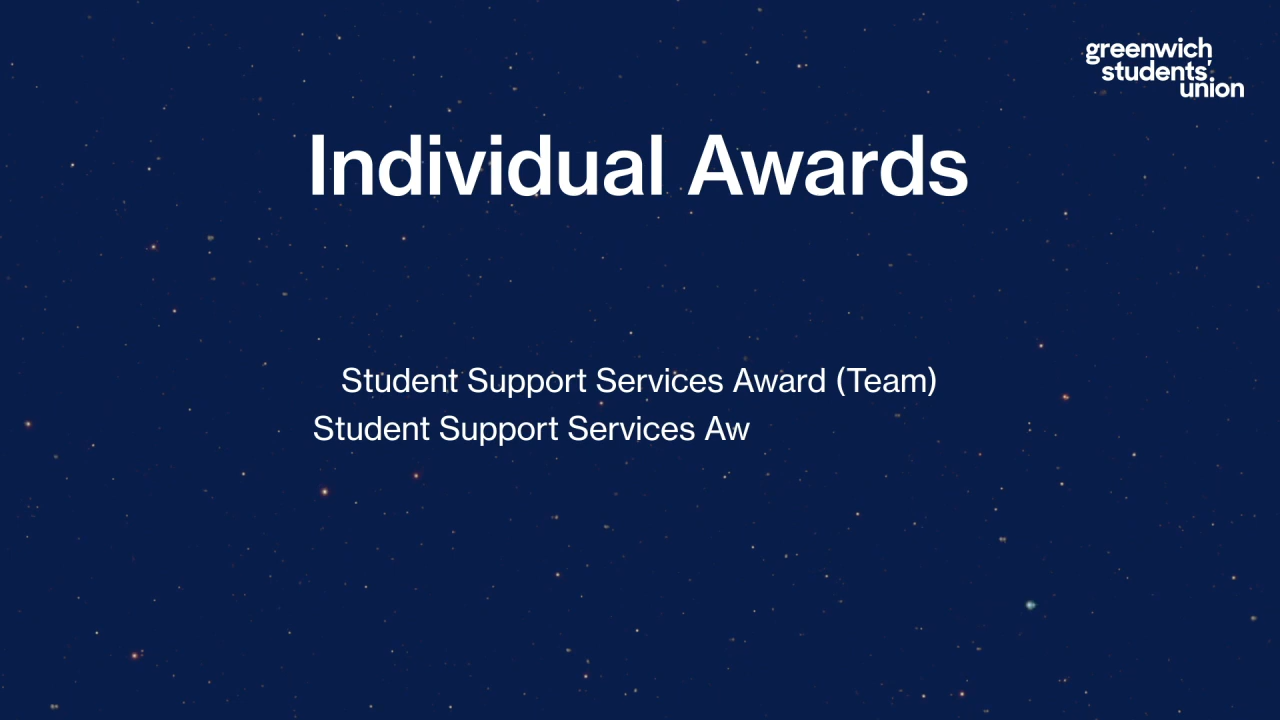 greenwich
students'
union
Individual Awards
Student Support Services Award (Team)
Student Support Services Aw